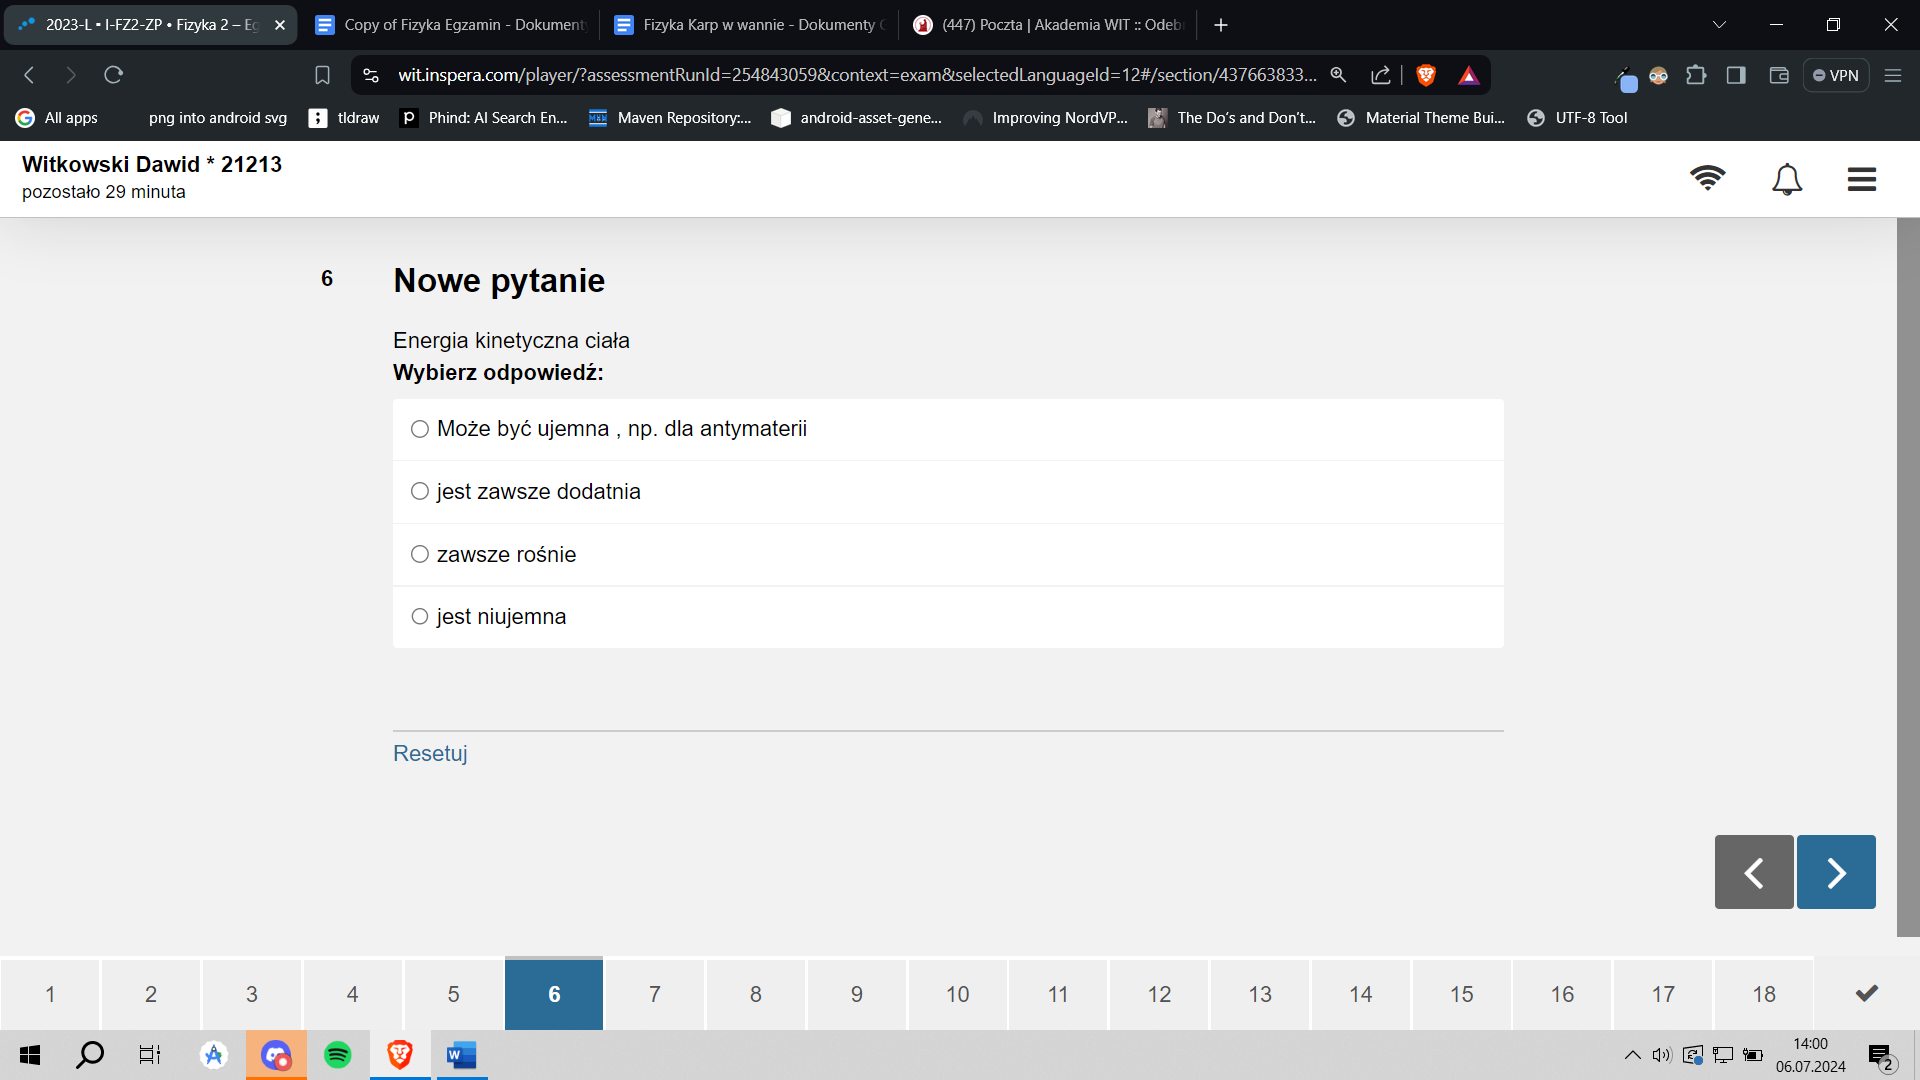 2023-L • I-FZ2-ZP • Fizyka 2 – Eg
Copy of Fizyka Egzamin - Dokument
Fizyka Karp w wannie - Dokumenty
(447) Poczta | Akademia WIT :: Odeb
wit.inspera.com/player/?assessmentRunId=254843059&context=exam&selectedLanguageId=12#/section/437663833...
VPN
All apps
png into android svg
tldraw
Phind: AI Search En...
Maven Repository:...
android-asset-gene...
Improving NordVP...
The Do's and Don't...
Material Theme Bui...
UTF-8 Tool
Witkowski Dawid * 21213
pozostało 29 minuta
6 Nowe pytanie
Energia kinetyczna ciała
Wybierz odpowiedź:
Może być ujemna , np. dla antymaterii
jest zawsze dodatnia
zawsze rośnie
jest niujemna
Resetuj
1 2 3 4 5 6 7 8 9 10 11 12 13 14 15 16 17 18
14:00
06.07.2024
2